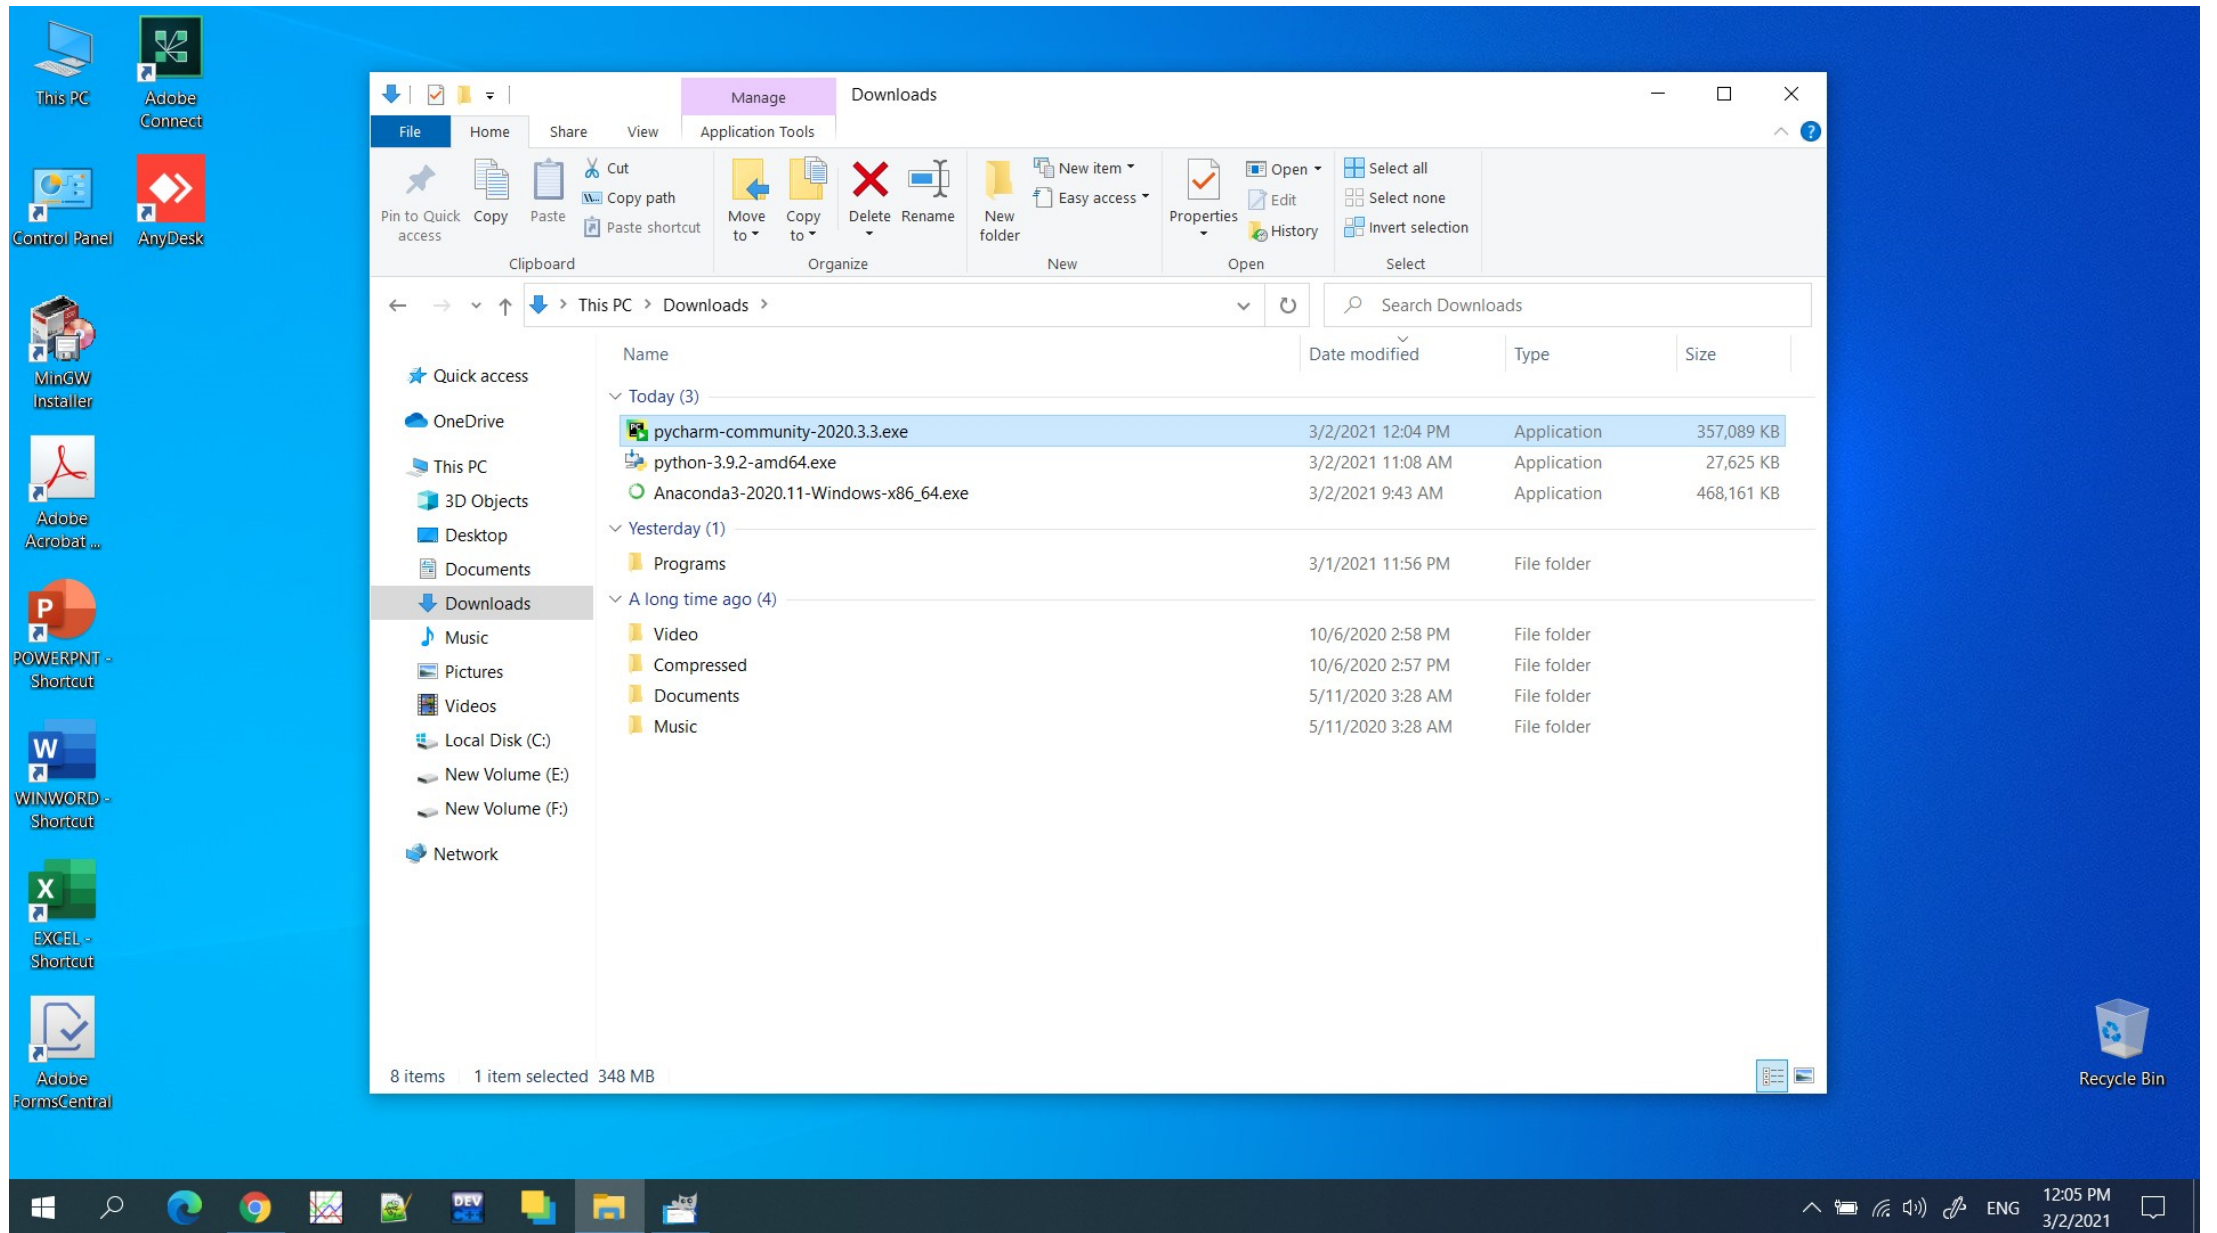 This PC
Adobe
Connect
Control Panel
AnyDesk
MinGW
Installer
Adobe
Acrobat ...
POWERPNT -
Shortcut
WINWORD -
Shortcut
EXCEL -
Shortcut
Adobe
FormsCentral
Manage
Downloads
File
Home
Share
View
Application Tools
Pin to Quick
access
Copy
Paste
Cut
Copy path
Paste shortcut
Clipboard
Move
to
Copy
to
Delete
Rename
Organize
New
folder
New item
Easy access
New
Properties
Open
Edit
History
Open
Select all
Select none
Invert selection
Select
This PC > Downloads >
Search Downloads
Quick access
OneDrive
This PC
3D Objects
Desktop
Documents
Downloads
Music
Pictures
Videos
Local Disk (C:)
New Volume (E:)
New Volume (F:)
Network
Name Date modified Type Size
Today (3)
pycharm-community-2020.3.3.exe 3/2/2021 12:04 PM Application 357,089 KB
python-3.9.2-amd64.exe 3/2/2021 11:08 AM Application 27,625 KB
Anaconda3-2020.11-Windows-x86_64.exe 3/2/2021 9:43 AM Application 468,161 KB
Yesterday (1)
Programs 3/1/2021 11:56 PM File folder
A long time ago (4)
Video 10/6/2020 2:58 PM File folder
Compressed 10/6/2020 2:57 PM File folder
Documents 5/11/2020 3:28 AM File folder
Music 5/11/2020 3:28 AM File folder
8 items 1 item selected 348 MB
Recycle Bin
DEV
C++
ENG
12:05 PM
3/2/2021